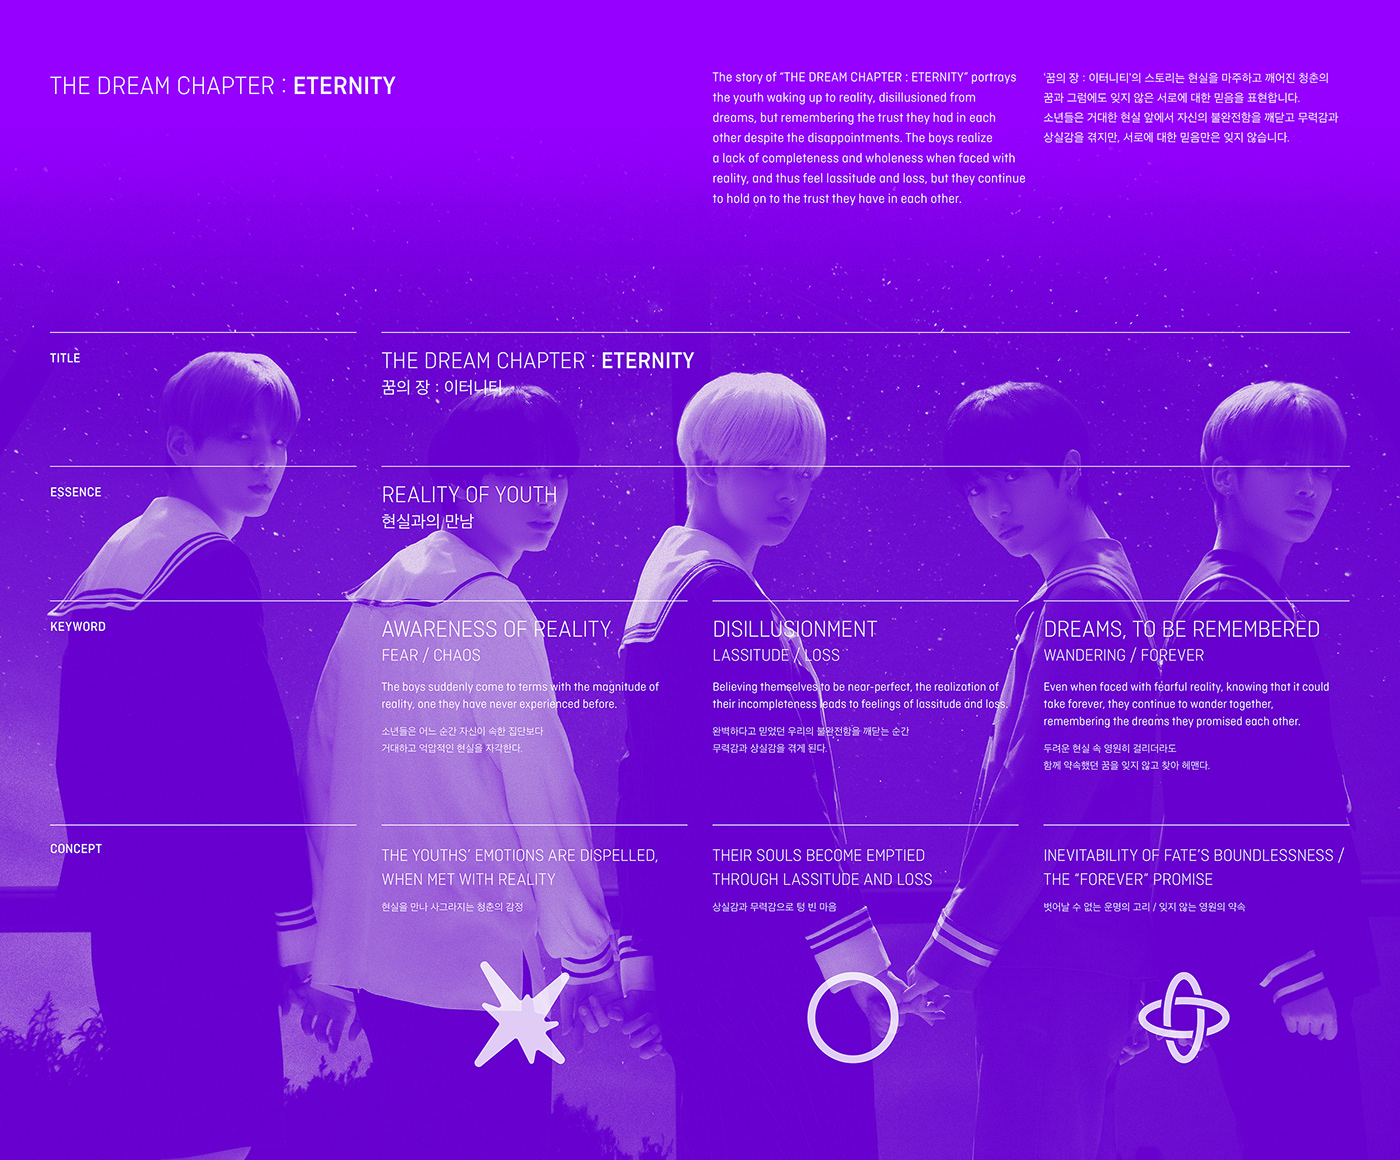 THE DREAM CHAPTER : ETERNITY
The story of "THE DREAM CHAPTER : ETERNITY" portrays
the youth waking up to reality, disillusioned from
dreams, but remembering the trust they had in each
other despite the disappointments. The boys realize
a lack of completeness and wholeness when faced with
reality, and thus feel lassitude and loss, but they continue
to hold on to the trust they have in each other.
'꿈의 장 : 이터니티'의 스토리는 현실을 마주하고 깨어진 청춘의
꿈과 그럼에도 잊지 않은 서로에 대한 믿음을 표현합니다.
소년들은 거대한 현실 앞에서 자신의 불완전함을 깨닫고 무력감과
상실감을 겪지만, 서로에 대한 믿음만은 잊지 않습니다.
TITLE
THE DREAM CHAPTER : ETERNITY
꿈의 장 : 이터니티
ESSENCE
REALITY OF YOUTH
현실과의 만남
KEYWORD
AWARENESS OF REALITY
FEAR / CHAOS
The boys suddenly come to terms with the magnitude of
reality, one they have never experienced before.
소년들은 어느 순간 자신이 속한 집단보다
거대하고 억압적인 현실을 자각한다.
DISILLUSIONMENT
LASSITUDE / LOSS
Believing themselves to be near-perfect, the realization of
their incompleteness leads to feelings of lassitude and loss.
완벽하다고 믿었던 우리의 불완전함을 깨닫는 순간
무력감과 상실감을 겪게 된다.
DREAMS, TO BE REMEMBERED
WANDERING / FOREVER
Even when faced with fearful reality, knowing that it could
take forever, they continue to wander together,
remembering the dreams they promised each other.
두려운 현실 속 영원히 걸리더라도
함께 약속했던 꿈을 잊지 않고 찾아 헤맨다.
CONCEPT
THE YOUTHS' EMOTIONS ARE DISPELLED,
WHEN MET WITH REALITY
현실을 만나 사그라지는 청춘의 감정
THEIR SOULS BECOME EMPTIED
THROUGH LASSITUDE AND LOSS
상실감과 무력감으로 텅 빈 마음
INEVITABILITY OF FATE'S BOUNDLESSNESS /
THE "FOREVER" PROMISE
벗어날 수 없는 운명의 고리 / 잊지 않는 영원의 약속